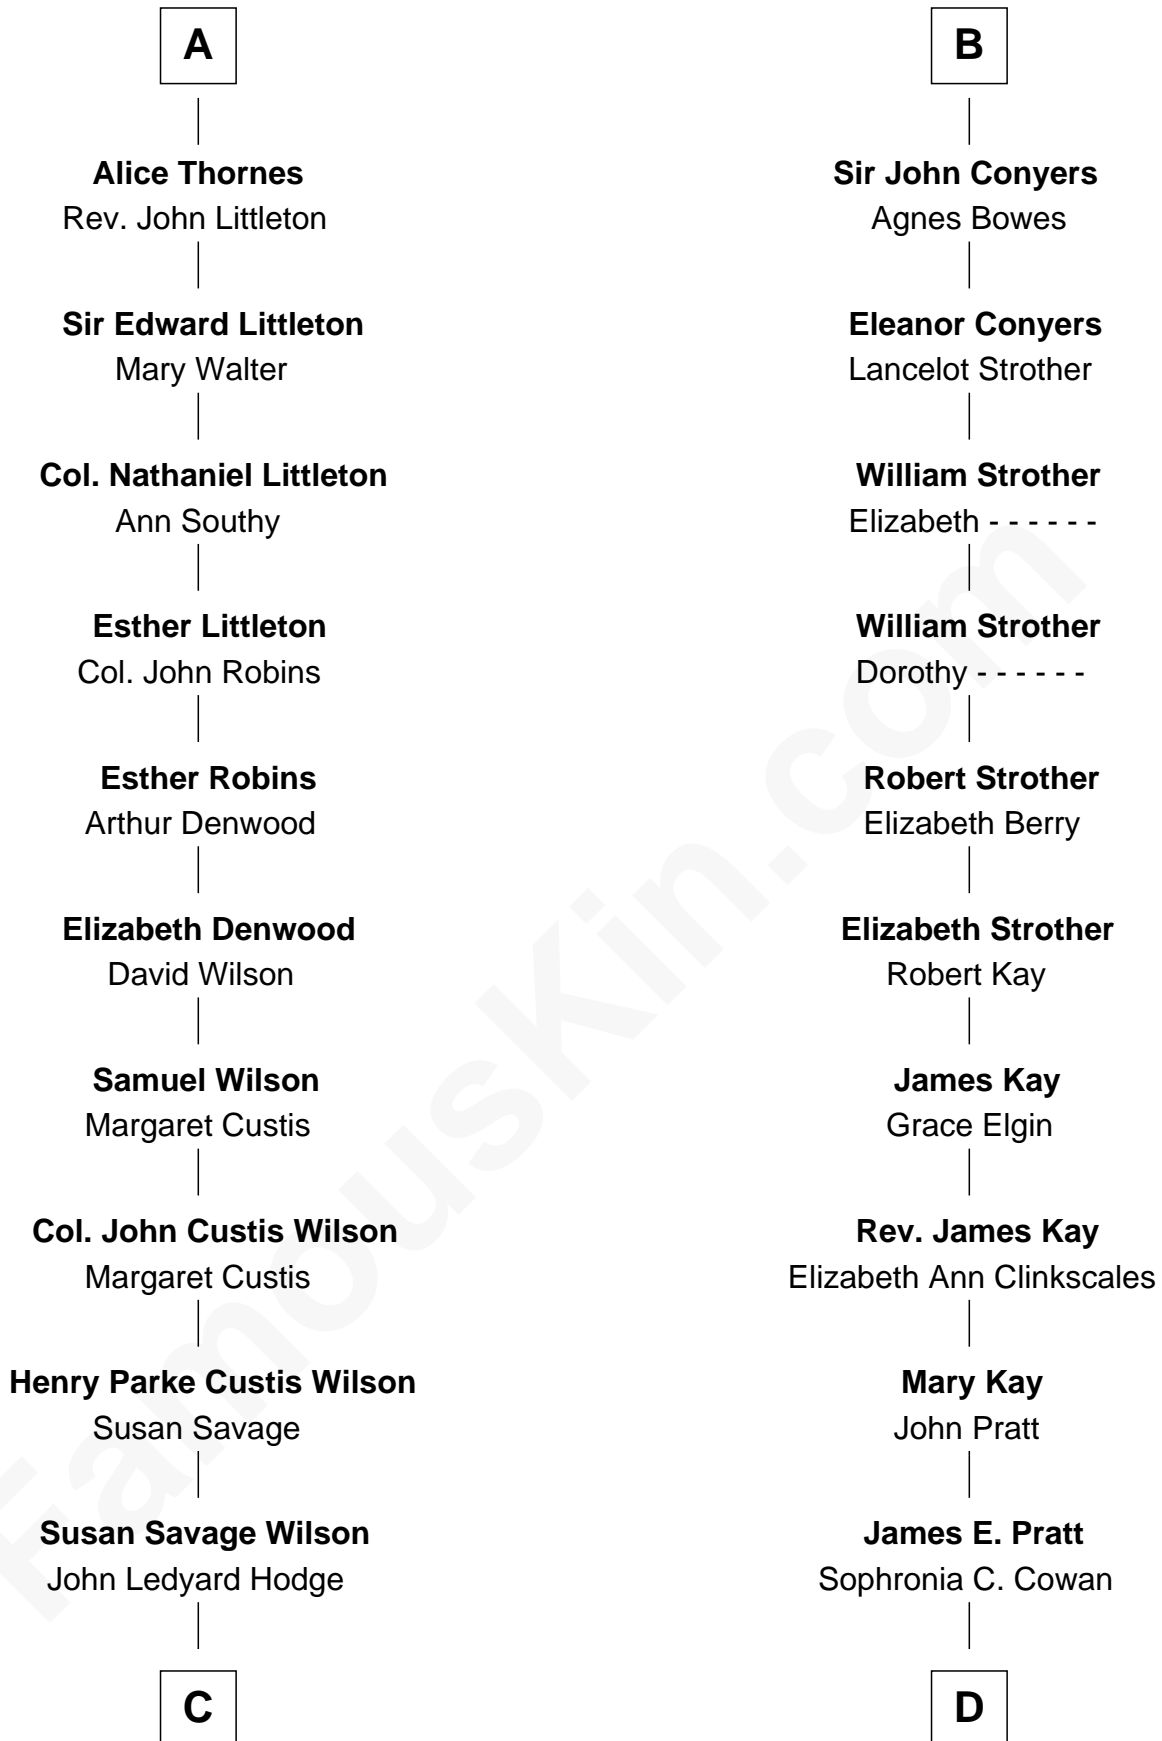 A
Alice Thornes
Rev. John Littleton
Sir Edward Littleton
Mary Walter
Col. Nathaniel Littleton
Ann Southy
Esther Littleton
Col. John Robins
Esther Robins
Arthur Denwood
Elizabeth Denwood
David Wilson
Samuel Wilson
Margaret Custis
Col. John Custis Wilson
Margaret Custis
Henry Parke Custis Wilson
Susan Savage
Susan Savage Wilson
John Ledyard Hodge
C
B
Sir John Conyers
Agnes Bowes
Eleanor Conyers
Lancelot Strother
William Strother
Elizabeth - - - - - -
William Strother
Dorothy - - - - - -
Robert Strother
Elizabeth Berry
Elizabeth Strother
Robert Kay
James Kay
Grace Elgin
Rev. James Kay
Elizabeth Ann Clinkscales
Mary Kay
John Pratt
James E. Pratt
Sophronia C. Cowan
D
FamousKin.com